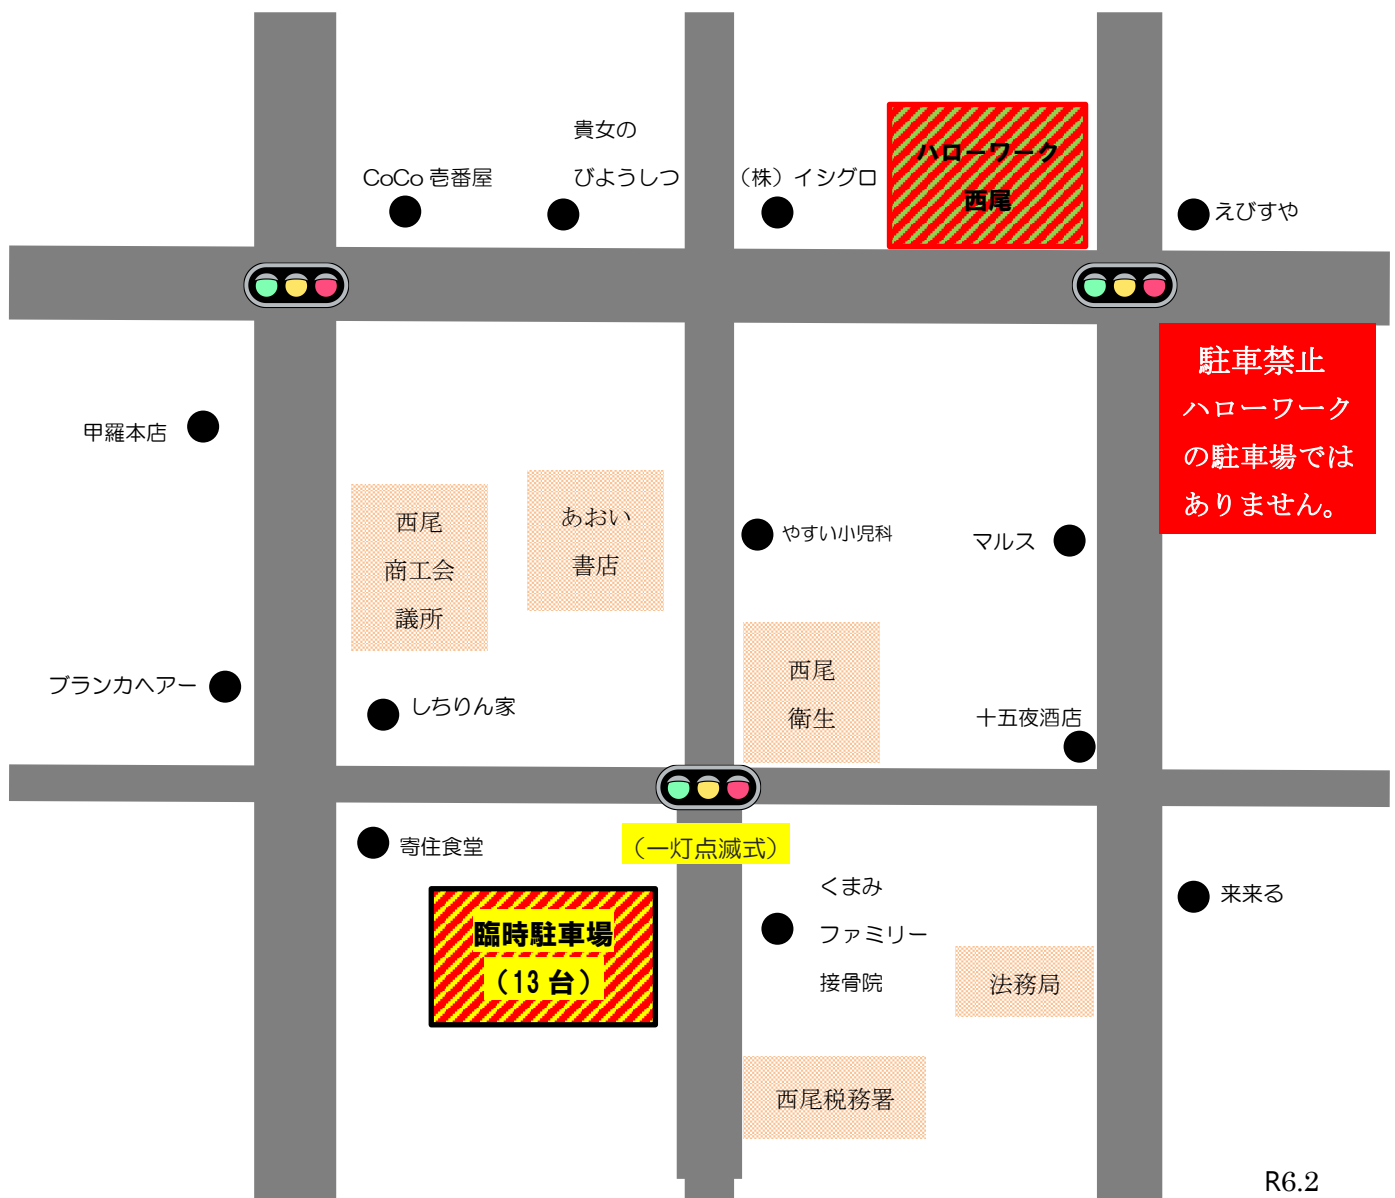 貴女の
びようしつ
CoCo 壱番屋
（株）イシグロ
ハローワーク
西尾
えびすや
駐車禁止
ハローワーク
の駐車場では
ありません。
甲羅本店
西尾
商工会
議所
あおい
書店
やすい小児科
マルス
ブランカヘアー
しちりん家
西尾
衛生
十五夜酒店
寄住食堂
（一灯点滅式）
臨時駐車場
（13 台）
くまみ
ファミリー
接骨院
来来る
法務局
西尾税務署
R6.2